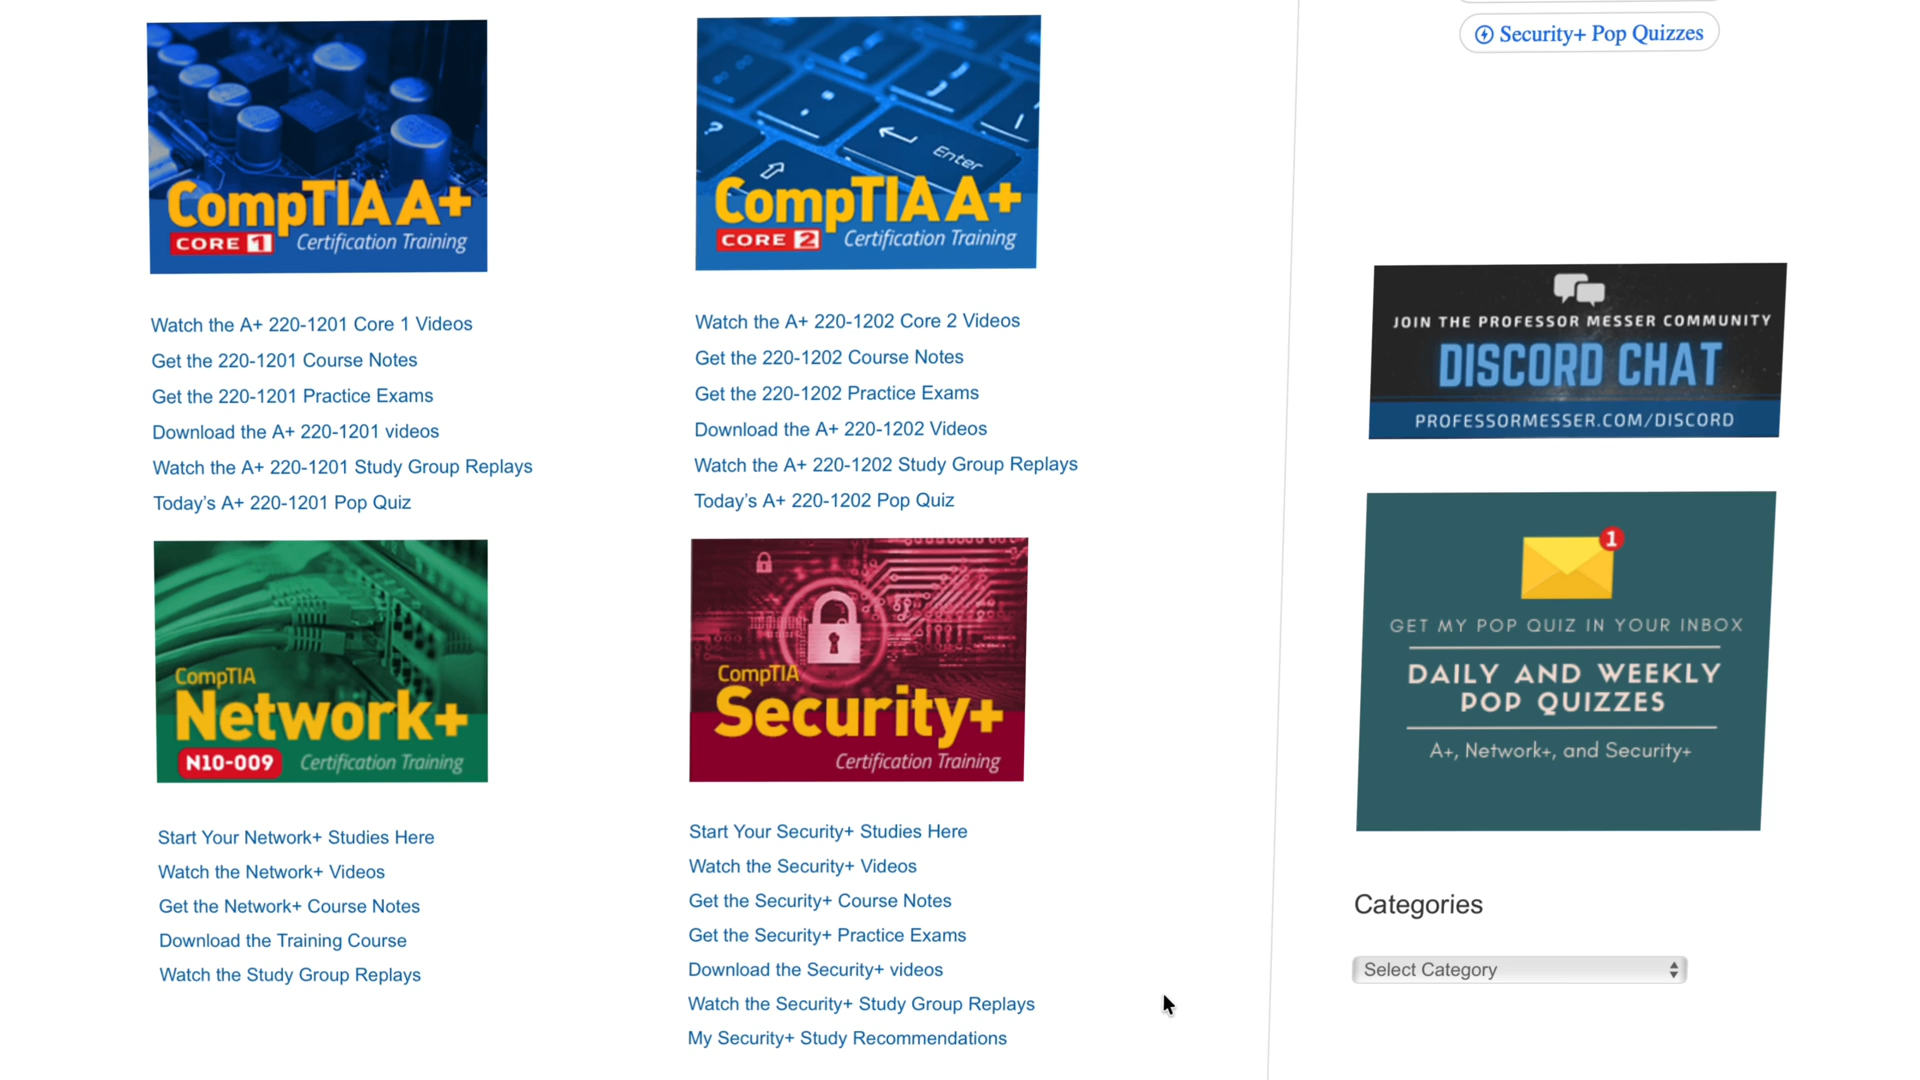 Security+ Pop Quizzes
Enter
CompTIA A+
CORE 1 Certification Training
CompTIA A+
CORE 2 Certification Training
Watch the A+ 220-1201 Core 1 Videos
Get the 220-1201 Course Notes
Get the 220-1201 Practice Exams
Download the A+ 220-1201 videos
Watch the A+ 220-1201 Study Group Replays
Today's A+ 220-1201 Pop Quiz
Watch the A+ 220-1202 Core 2 Videos
Get the 220-1202 Course Notes
Get the 220-1202 Practice Exams
Download the A+ 220-1202 Videos
Watch the A+ 220-1202 Study Group Replays
Today's A+ 220-1202 Pop Quiz
CompTIA
Network+
N10-009 Certification Training
CompTIA
Security+
Certification Training
Start Your Network+ Studies Here
Watch the Network+ Videos
Get the Network+ Course Notes
Download the Training Course
Watch the Study Group Replays
Start Your Security+ Studies Here
Watch the Security+ Videos
Get the Security+ Course Notes
Get the Security+ Practice Exams
Download the Security+ videos
Watch the Security+ Study Group Replays
My Security+ Study Recommendations
JOIN THE PROFESSOR MESSER COMMUNITY
DISCORD CHAT
PROFESSORMESSER.COM/DISCORD
1
GET MY POP QUIZ IN YOUR INBOX
DAILY AND WEEKLY
POP QUIZZES
A+, Network+, and Security+
Categories
Select Category